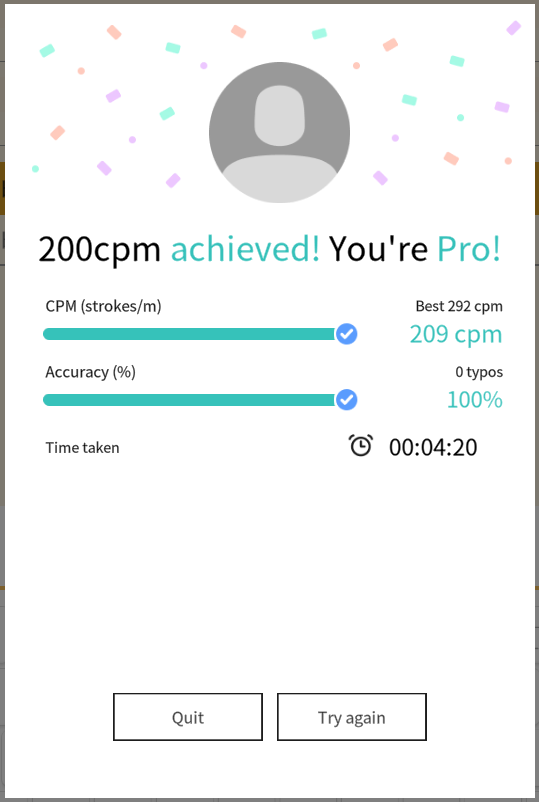 200cpm achieved! You're Pro!
CPM (strokes/m)
Best 292 cpm
209 cpm
Accuracy (%)
0 typos
100%
Time taken
00:04:20
Quit
Try again